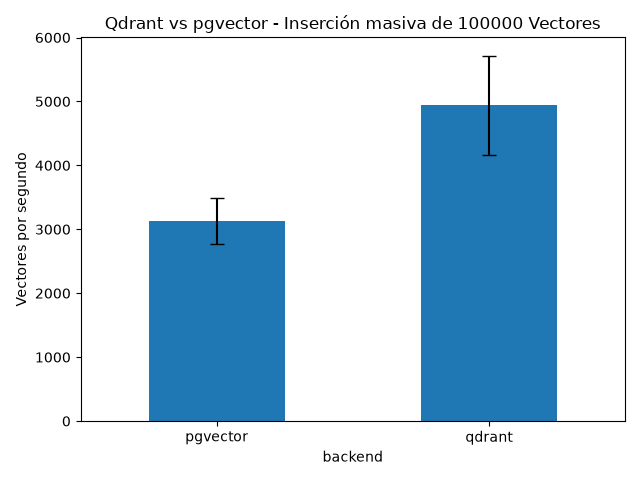 Qdrant vs pgvector - Inserción masiva de 100000 Vectores
Vectores por segundo
6000
5000
4000
3000
2000
1000
0
pgvector
qdrant
backend